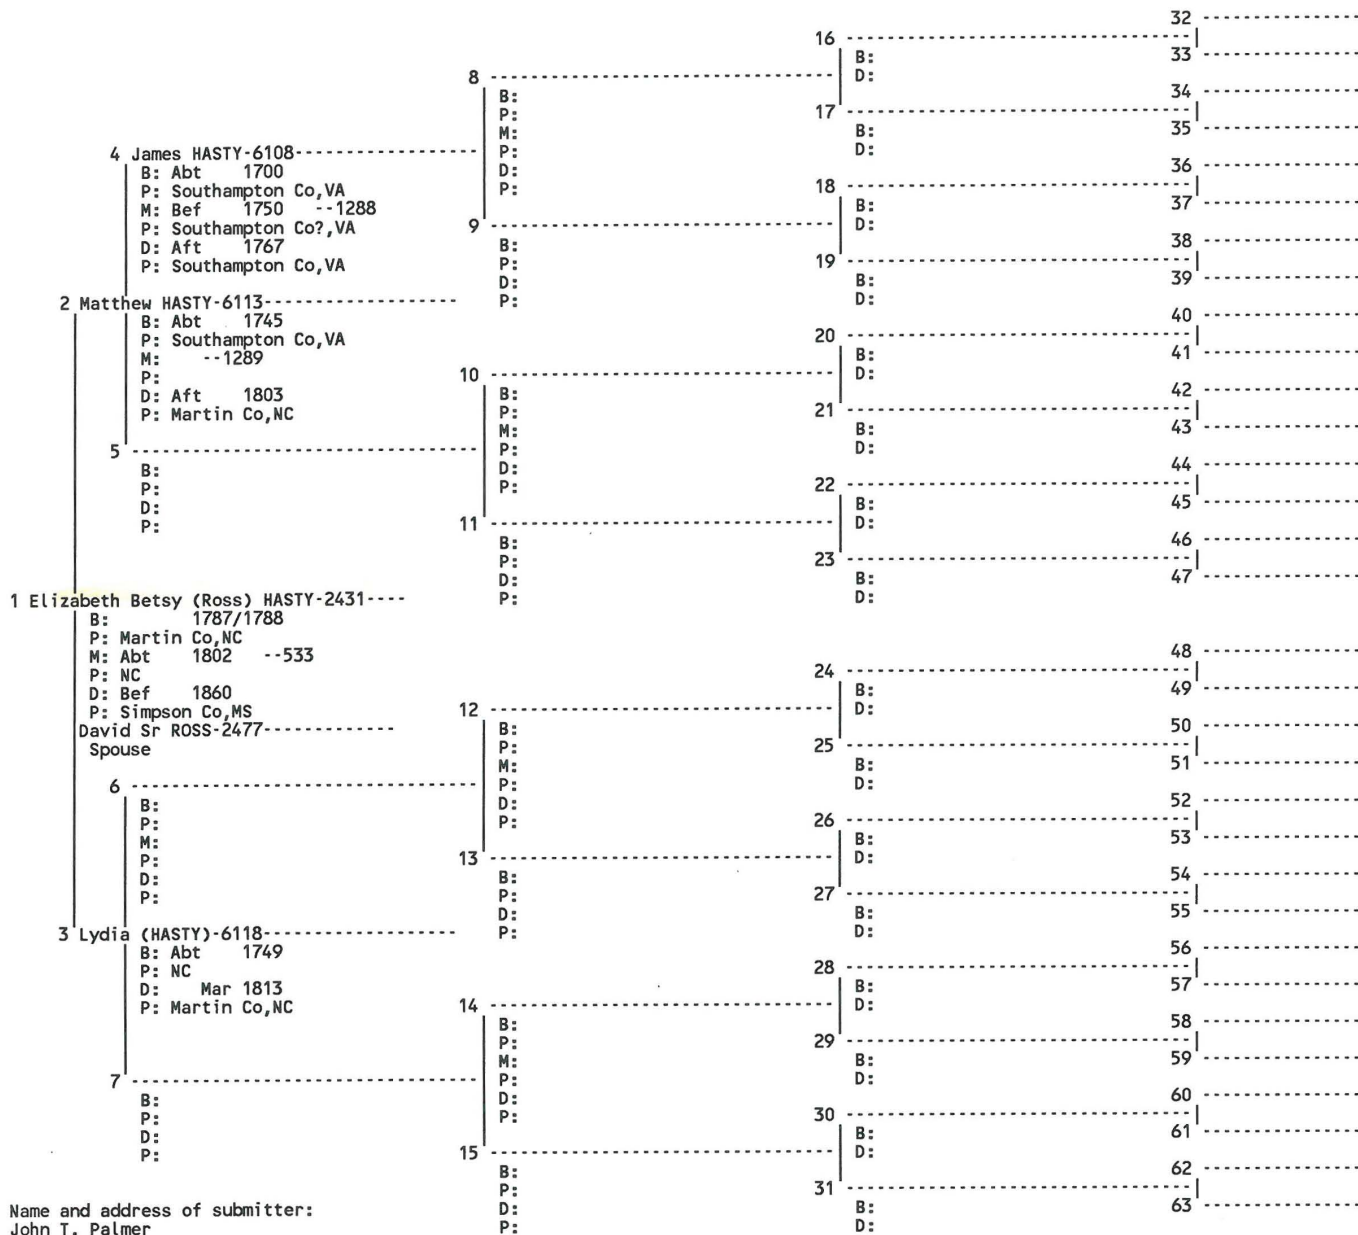 4 James HASTY-6108
B: Abt 1700
P: Southampton Co,VA
M: Bef 1750 --1288
P: Southampton Co?,VA
D: Aft 1767
P: Southampton Co,VA
2 Matthew HASTY-6113
B: Abt 1745
P: Southampton Co,VA
M: --1289
P:
D: Aft 1803
P: Martin Co,NC
5
B:
P:
D:
P:
1 Elizabeth Betsy (Ross) HASTY-2431
B: 1787/1788
P: Martin Co,NC
M: Abt 1802 --533
P: NC
D: Bef 1860
P: Simpson Co,MS
David Sr ROSS-2477
Spouse
6
B:
P:
M:
P:
D:
P:
3 Lydia (HASTY)-6118
B: Abt 1749
P: NC
D: Mar 1813
P: Martin Co,NC
7
B:
P:
D:
P:
Name and address of submitter:
John T. Palmer
8
B:
P:
M:
P:
D:
P:
9
B:
P:
D:
P:
10
B:
P:
M:
P:
D:
P:
11
B:
P:
D:
P:
12
B:
P:
M:
P:
D:
P:
13
B:
P:
D:
P:
14
B:
P:
M:
P:
D:
P:
15
B:
P:
D:
P:
16
B:
D:
17
B:
D:
18
B:
D:
19
B:
D:
20
B:
D:
21
B:
D:
22
B:
D:
23
B:
D:
24
B:
D:
25
B:
D:
26
B:
D:
27
B:
D:
28
B:
D:
29
B:
D:
30
B:
D:
31
B:
D:
32
33
34
35
36
37
38
39
40
41
42
43
44
45
46
47
48
49
50
51
52
53
54
55
56
57
58
59
60
61
62
63